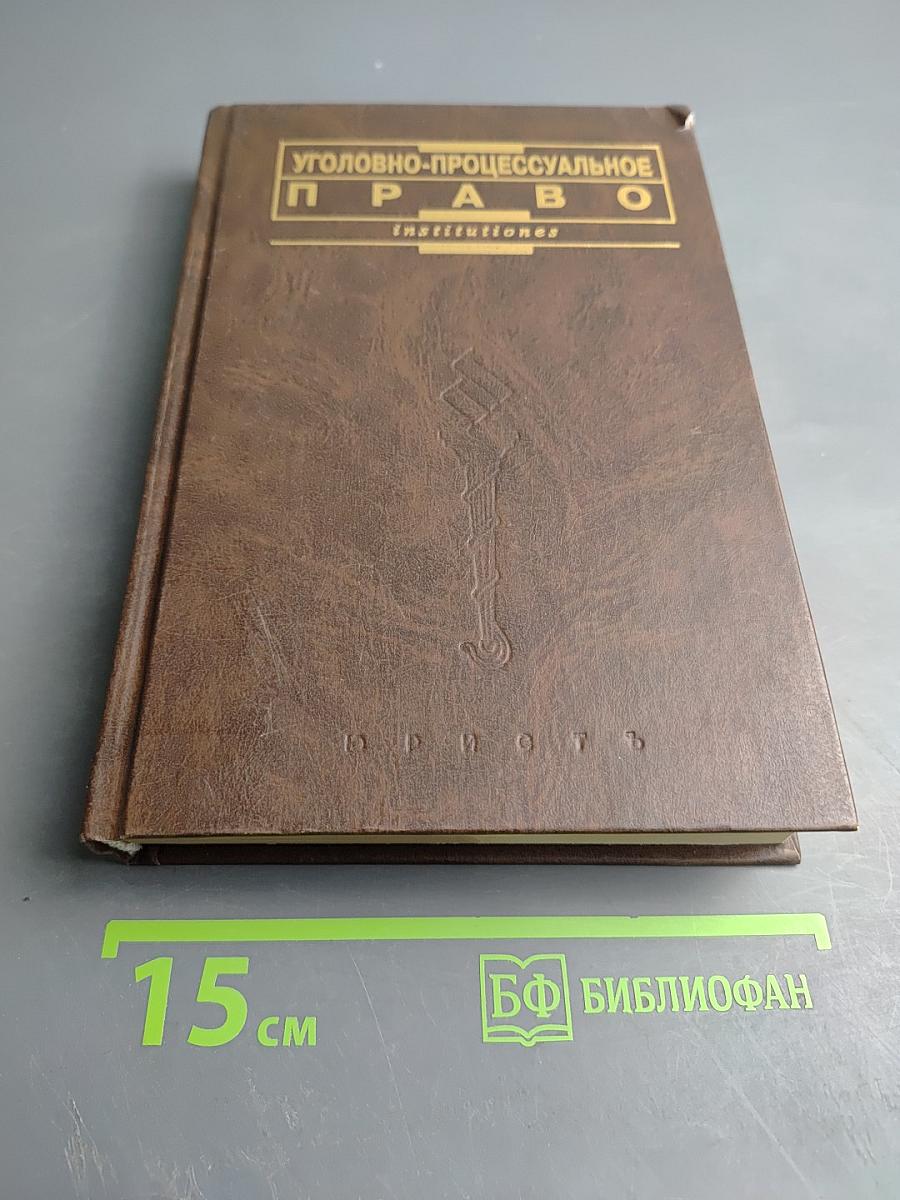 УГОЛОВНО-ПРОЦЕССУАЛЬНОЕ
ПРАВО
institutiones
юристъ
15 см
БФ БИБЛИОФАН